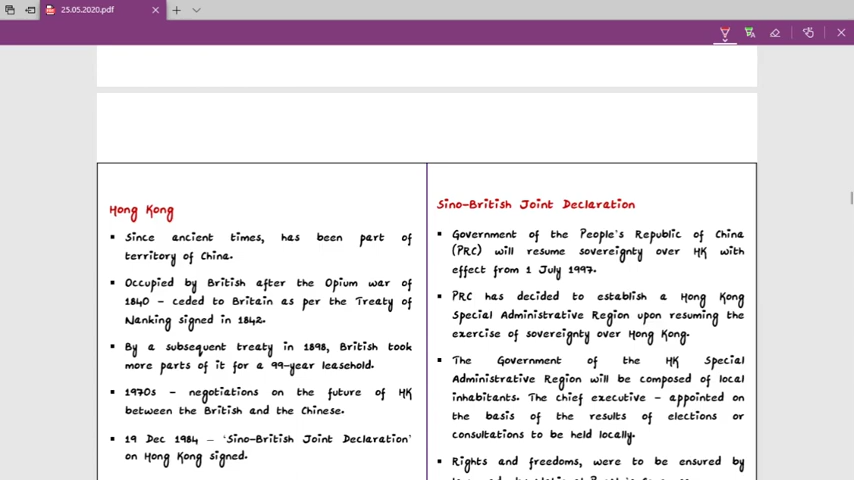 25.05.2020.pdf
Hong Kong
▪ Since ancient times, has been part of
territory of China.
▪ Occupied by British after the Opium war of
1840 – ceded to Britain as per the Treaty of
Nanking signed in 1842.
▪ By a subsequent treaty in 1898, British took
more parts of it for a 99-year leasehold.
▪ 1970s – negotiations on the future of HK
between the British and the Chinese.
▪ 19 Dec 1984 – 'Sino-British Joint Declaration'
on Hong Kong signed.
Sino-British Joint Declaration
▪ Government of the People's Republic of China
(PRC) will resume sovereignty over HK with
effect from 1 July 1997.
▪ PRC has decided to establish a Hong Kong
Special Administrative Region upon resuming the
exercise of sovereignty over Hong Kong.
▪ The Government of the HK Special
Administrative Region will be composed of local
inhabitants. The chief executive – appointed on
the basis of the results of elections or
consultations to be held locally.
▪ Rights and freedoms, were to be ensured by